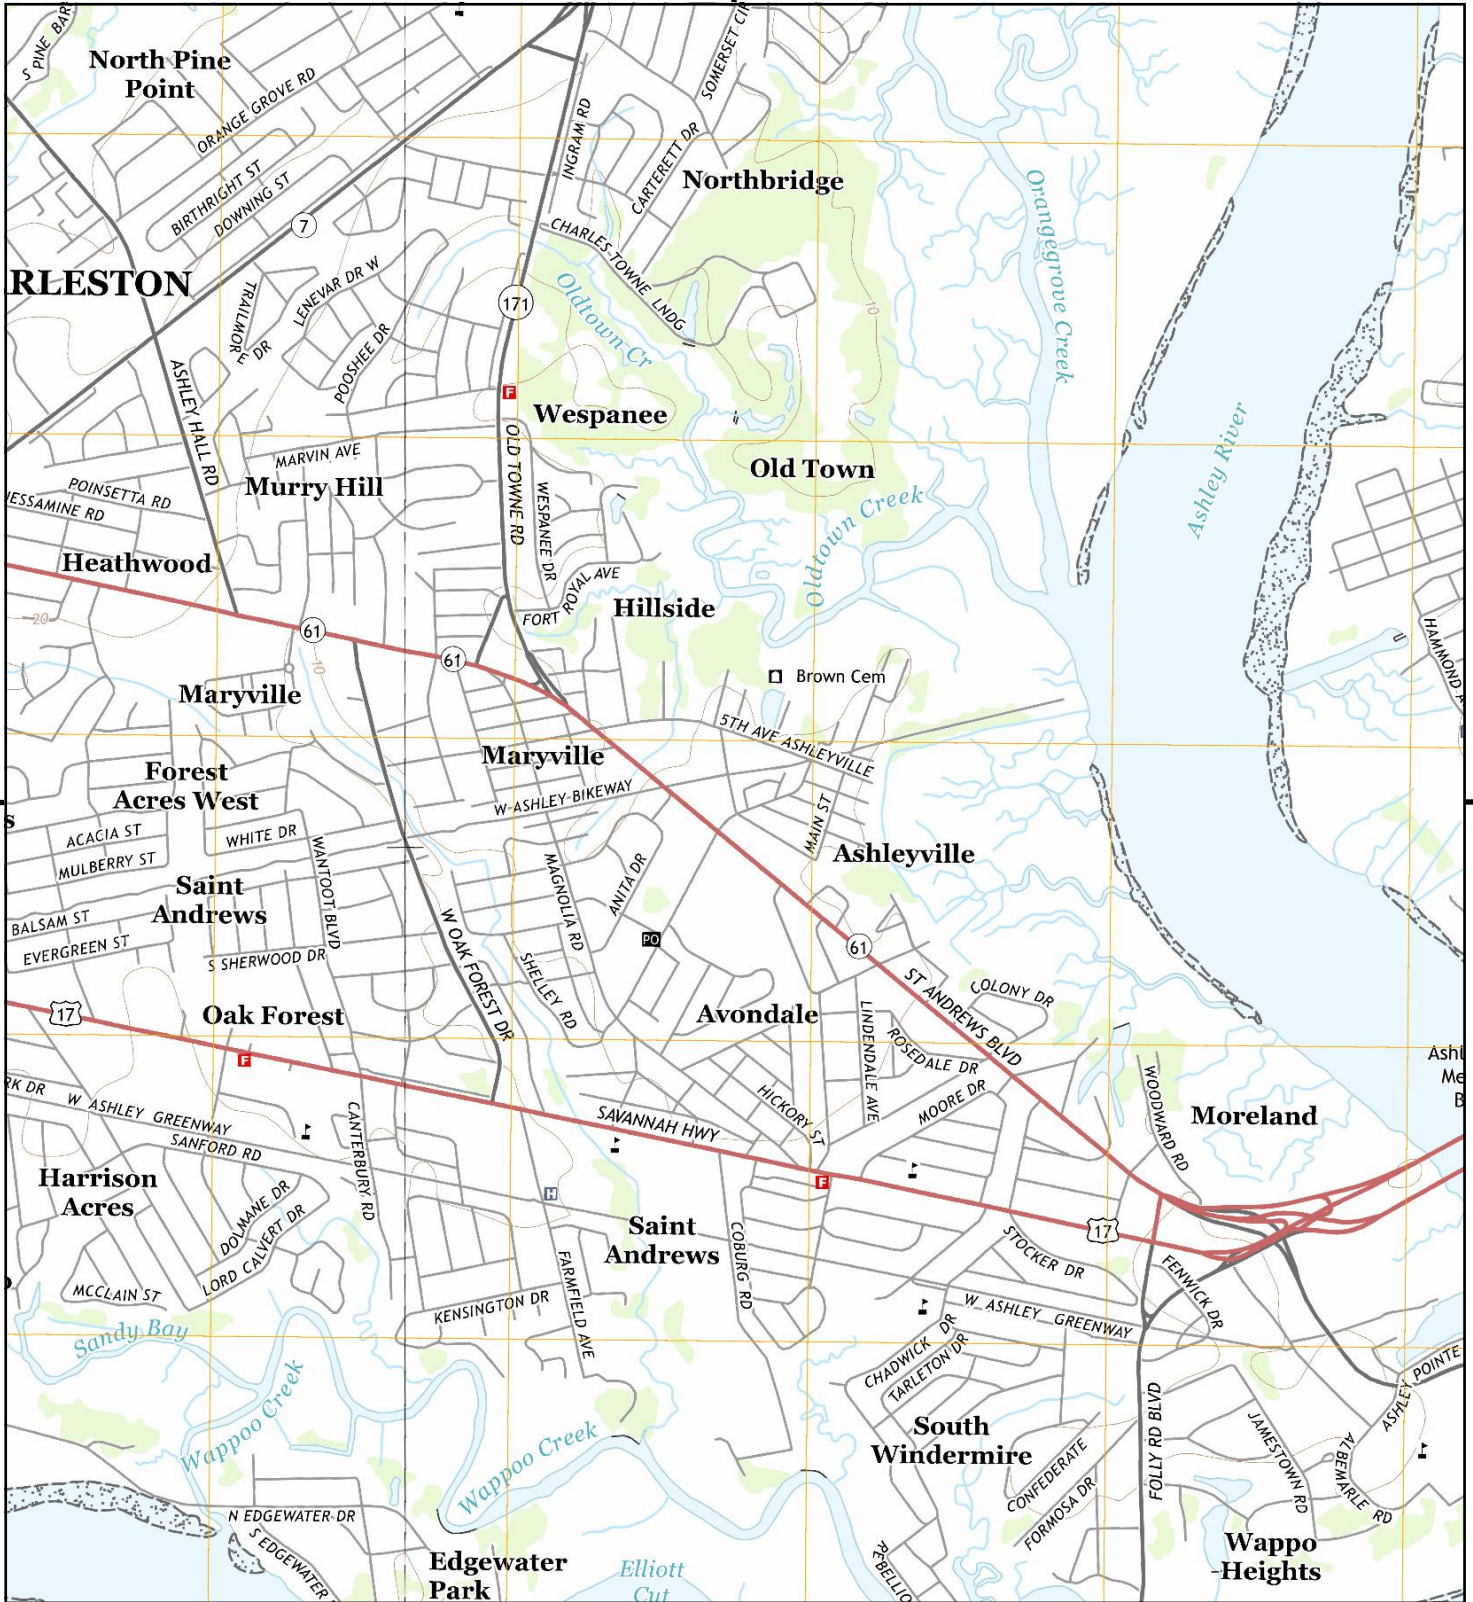 S PINE BAR
North Pine
Point
ORANGE GROVE RD
BIRTHRIGHT ST
DOWNING ST
7
INGRAM RD
SOMERSET CIR
CARTERETT DR
Northbridge
Orangegrove Creek
CHARLES TOWNE LNDG
RLESTON
TRAILMORE DR
LENEVAR DR W
POOSHEE DR
171
Oldtown Cr
10
ASHLEY HALL RD
F
Wespanee
Ashley River
MARVIN AVE
Murry Hill
OLD TOWNE RD
WESPANEE DR
Old Town
Oldtown Creek
POINSETTA RD
JESSAMINE RD
Heathwood
FORT ROYAL AVE
Hillside
HAMMOND A
20
61
61
10
Maryville
Brown Cem
5TH AVE ASHLEYVILLE
Maryville
Forest
Acres West
W ASHLEY BIKEWAY
MAIN ST
s
ACACIA ST
WHITE DR
MULBERRY ST
WANTOOT BLVD
MAGNOLIA RD
ANITA DR
Ashleyville
Saint
Andrews
BALSAM ST
EVERGREEN ST
S SHERWOOD DR
W OAK FOREST DR
SHELLEY RD
PO
61
ST ANDREWS BLVD
COLONY DR
17
Oak Forest
Avondale
LINDENDALE AVE
ROSEDALE DR
F
Ashl
Me
B
RK DR
W ASHLEY GREENWAY
SANFORD RD
CANTERBURY RD
SAVANNAH HWY
HICKORY ST
MOORE DR
WOODWARD RD
Moreland
Harrison
Acres
DOLMANE DR
LORD CALVERT DR
H
F
Saint
Andrews
COBURG RD
17
STOCKER DR
FENWICK DR
MCCLAIN ST
KENSINGTON DR
FARMFIELD AVE
W ASHLEY GREENWAY
Sandy Bay
Wappoo Creek
CHADWICK DR
TARLETON DR
ASHLEY POINTE
Wappoo Creek
South
Windermire
CONFEDERATE
FORMOSA DR
FOLLY RD BLVD
JAMESTOWN RD
ALBEMARLE RD
N EDGEWATER DR
S EDGEWATER
Edgewater
Park
Elliott
Cut
REBELLIO
Wappo
Heights